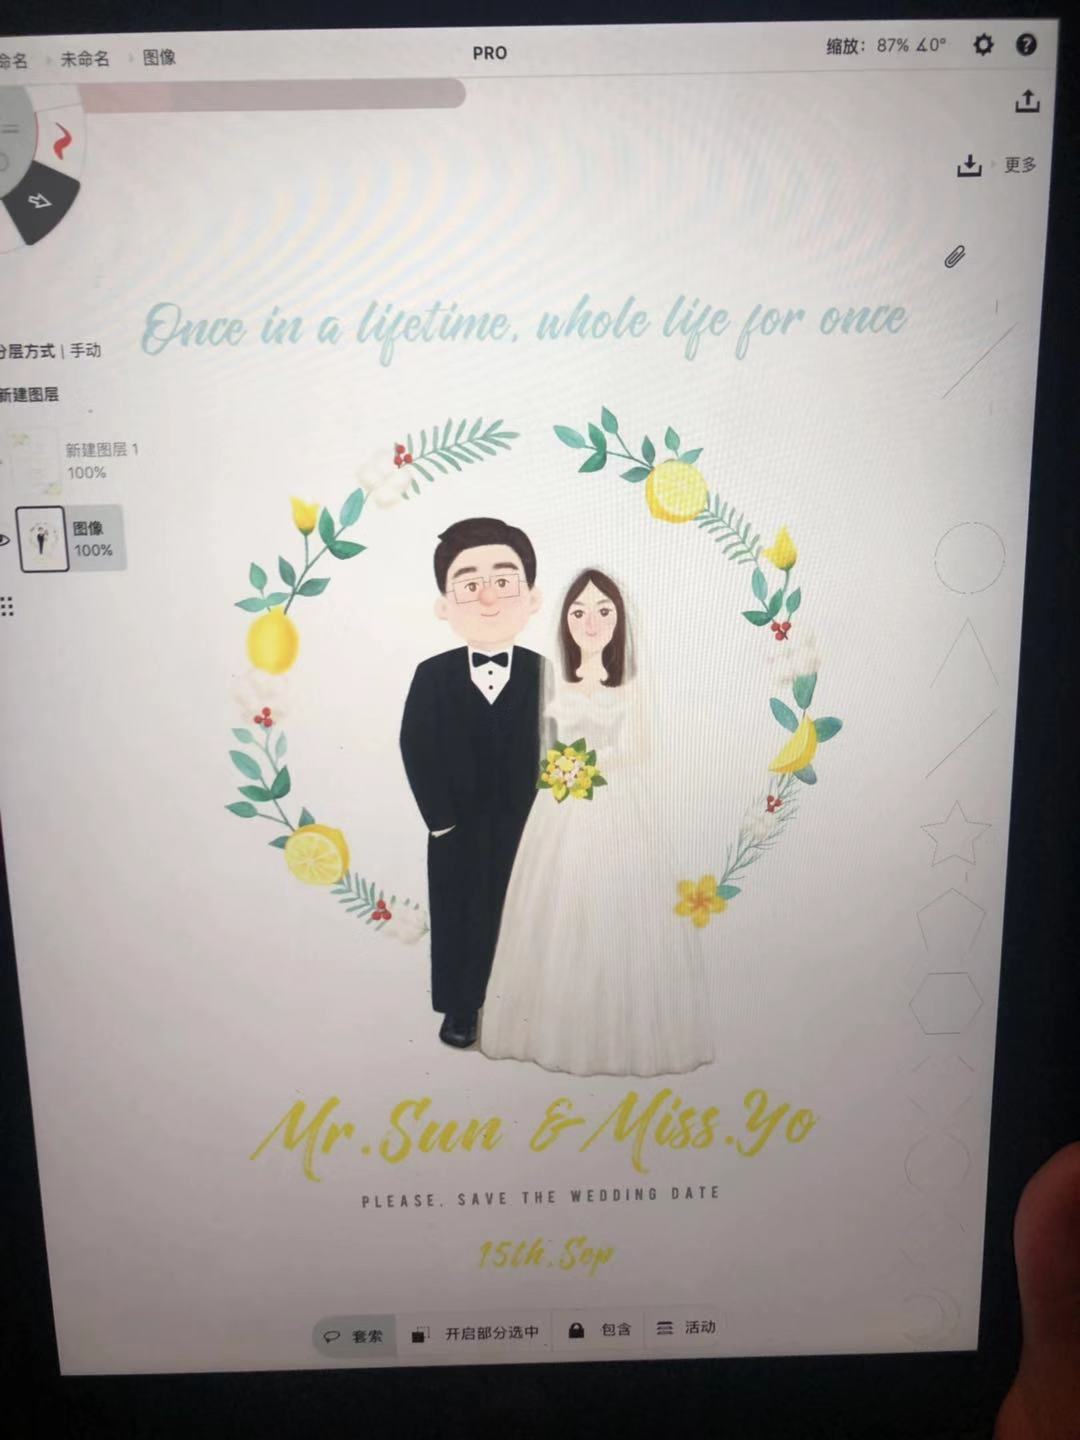 命名 未命名 图像
PRO
缩放: 87% ∡0°
更多
Once in a lifetime, whole life for once
分层方式 | 手动
新建图层
新建图层 1
100%
图像
100%
Mr.Sun & Miss.Yo
PLEASE. SAVE THE WEDDING DATE
15th.Sep
套索 开启部分选中 包含 活动